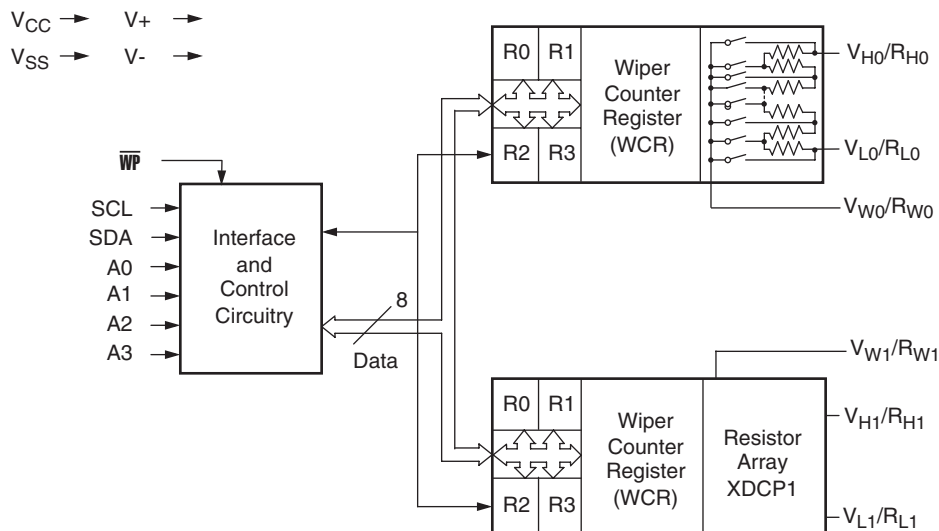 VCC V+
VSS V-
WP
SCL
SDA
A0
A1
A2
A3
Interface
and
Control
Circuitry
8
Data
R0 R1
R2 R3
Wiper
Counter
Register
(WCR)
VH0/RH0
VL0/RL0
VW0/RW0
R0 R1
R2 R3
Wiper
Counter
Register
(WCR)
Resistor
Array
XDCP1
VW1/RW1
VH1/RH1
VL1/RL1